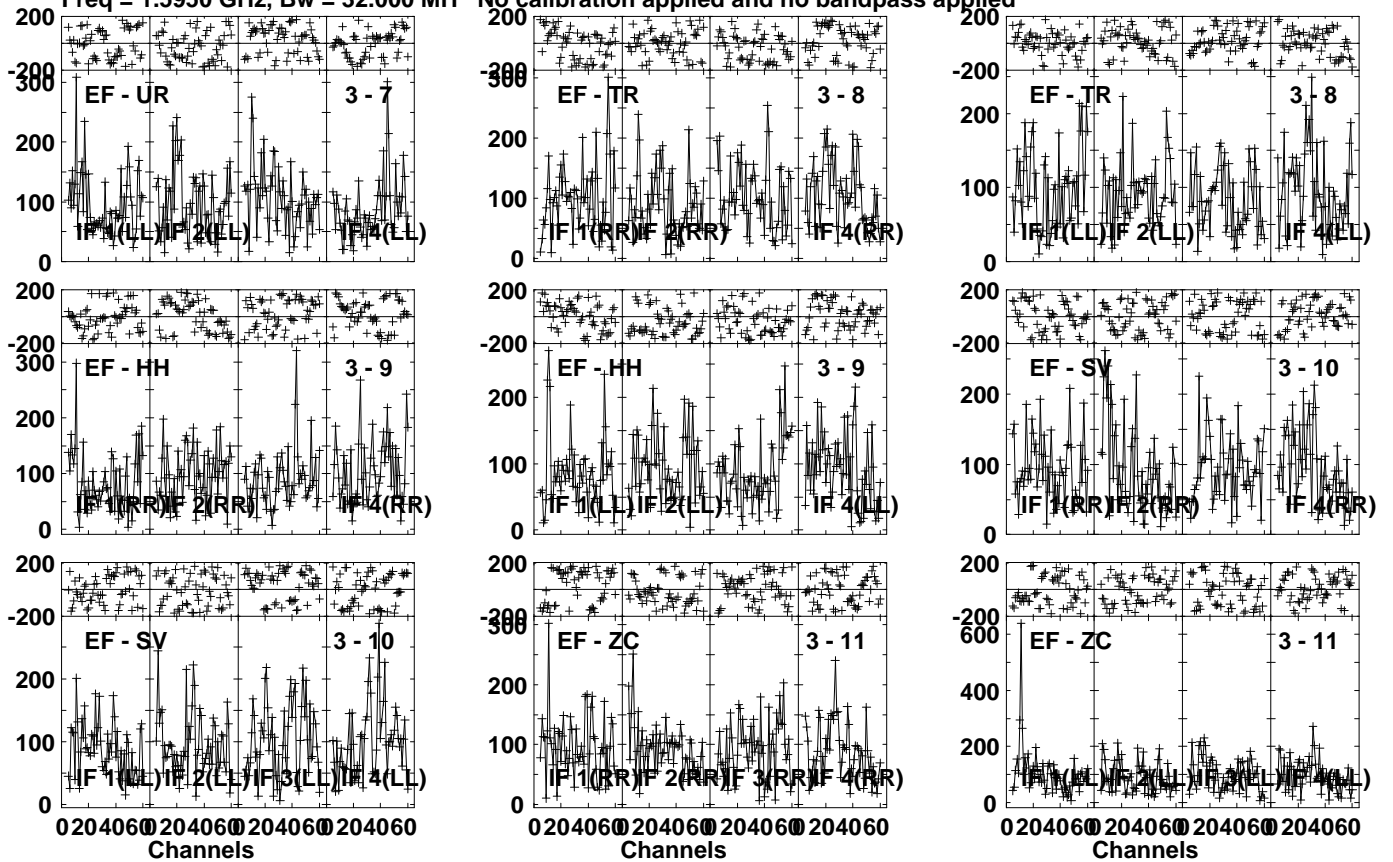 Freq = 1.5950 GHz, Bw = 32.000 MH No calibration applied and no bandpass applied
200
-200
EF - UR
3 - 7
200
100
0
IF 1(LL) IF 2(LL) IF 4(LL)
200
-200
300
EF - TR
3 - 8
200
100
0
IF 1(RR) IF 2(RR) IF 4(RR)
200
-200
EF - TR
3 - 8
200
100
0
IF 1(LL) IF 2(LL) IF 4(LL)
200
-200
300
EF - HH
3 - 9
200
100
0
IF 1(RR) IF 2(RR) IF 4(RR)
200
-200
EF - HH
3 - 9
200
100
0
IF 1(LL) IF 2(LL) IF 4(LL)
200
-200
EF - SV
3 - 10
200
100
0
IF 1(RR) IF 2(RR) IF 4(RR)
200
-200
EF - SV
3 - 10
200
100
0
IF 1(LL) IF 2(LL) IF 3(LL) IF 4(LL)
0 20 40 60 0 20 40 60 0 20 40 60 0 20 40 60
Channels
200
-200
300
EF - ZC
3 - 11
200
100
0
IF 1(RR) IF 2(RR) IF 3(RR) IF 4(RR)
0 20 40 60 0 20 40 60 0 20 40 60 0 20 40 60
Channels
200
-200
600
EF - ZC
3 - 11
400
200
0
IF 1(LL) IF 2(LL) IF 3(LL) IF 4(LL)
0 20 40 60 0 20 40 60 0 20 40 60 0 20 40 60
Channels